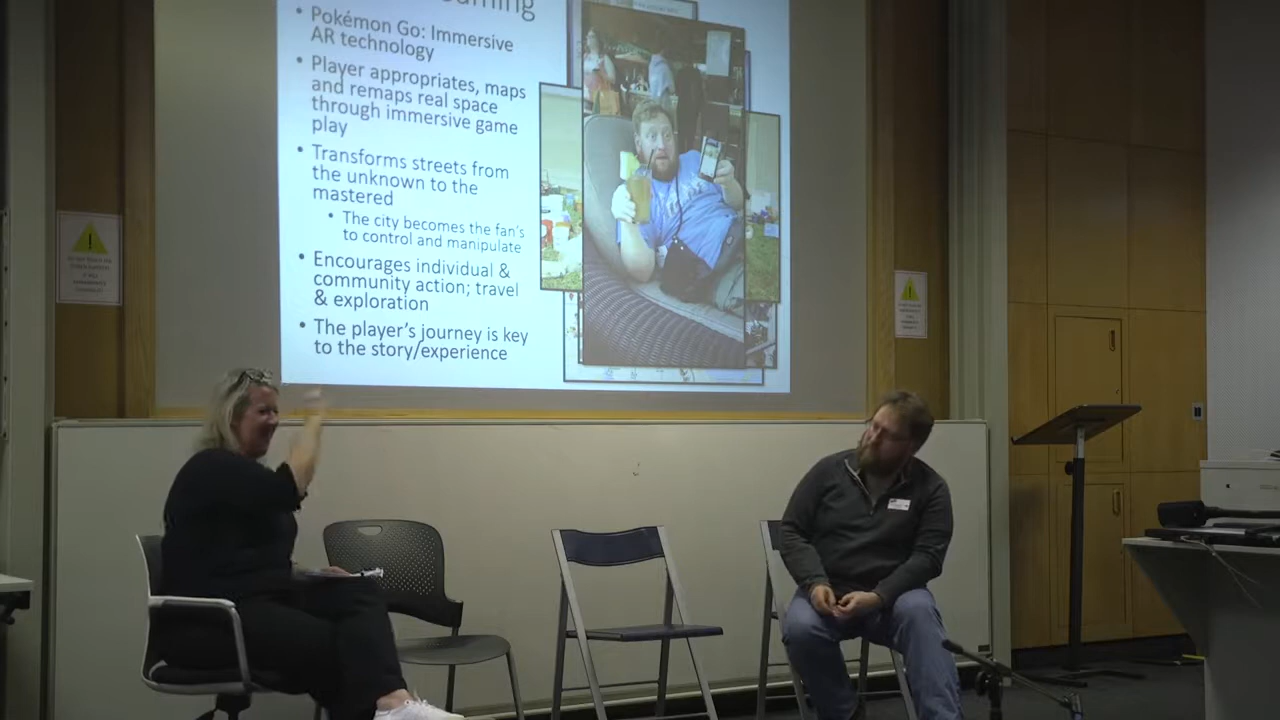 • Pokémon Go: Immersive
AR technology
• Player appropriates, maps
and remaps real space
through immersive game
play
• Transforms streets from
the unknown to the
mastered
• The city becomes the fan's
to control and manipulate
• Encourages individual &
community action; travel
& exploration
• The player's journey is key
to the story/experience